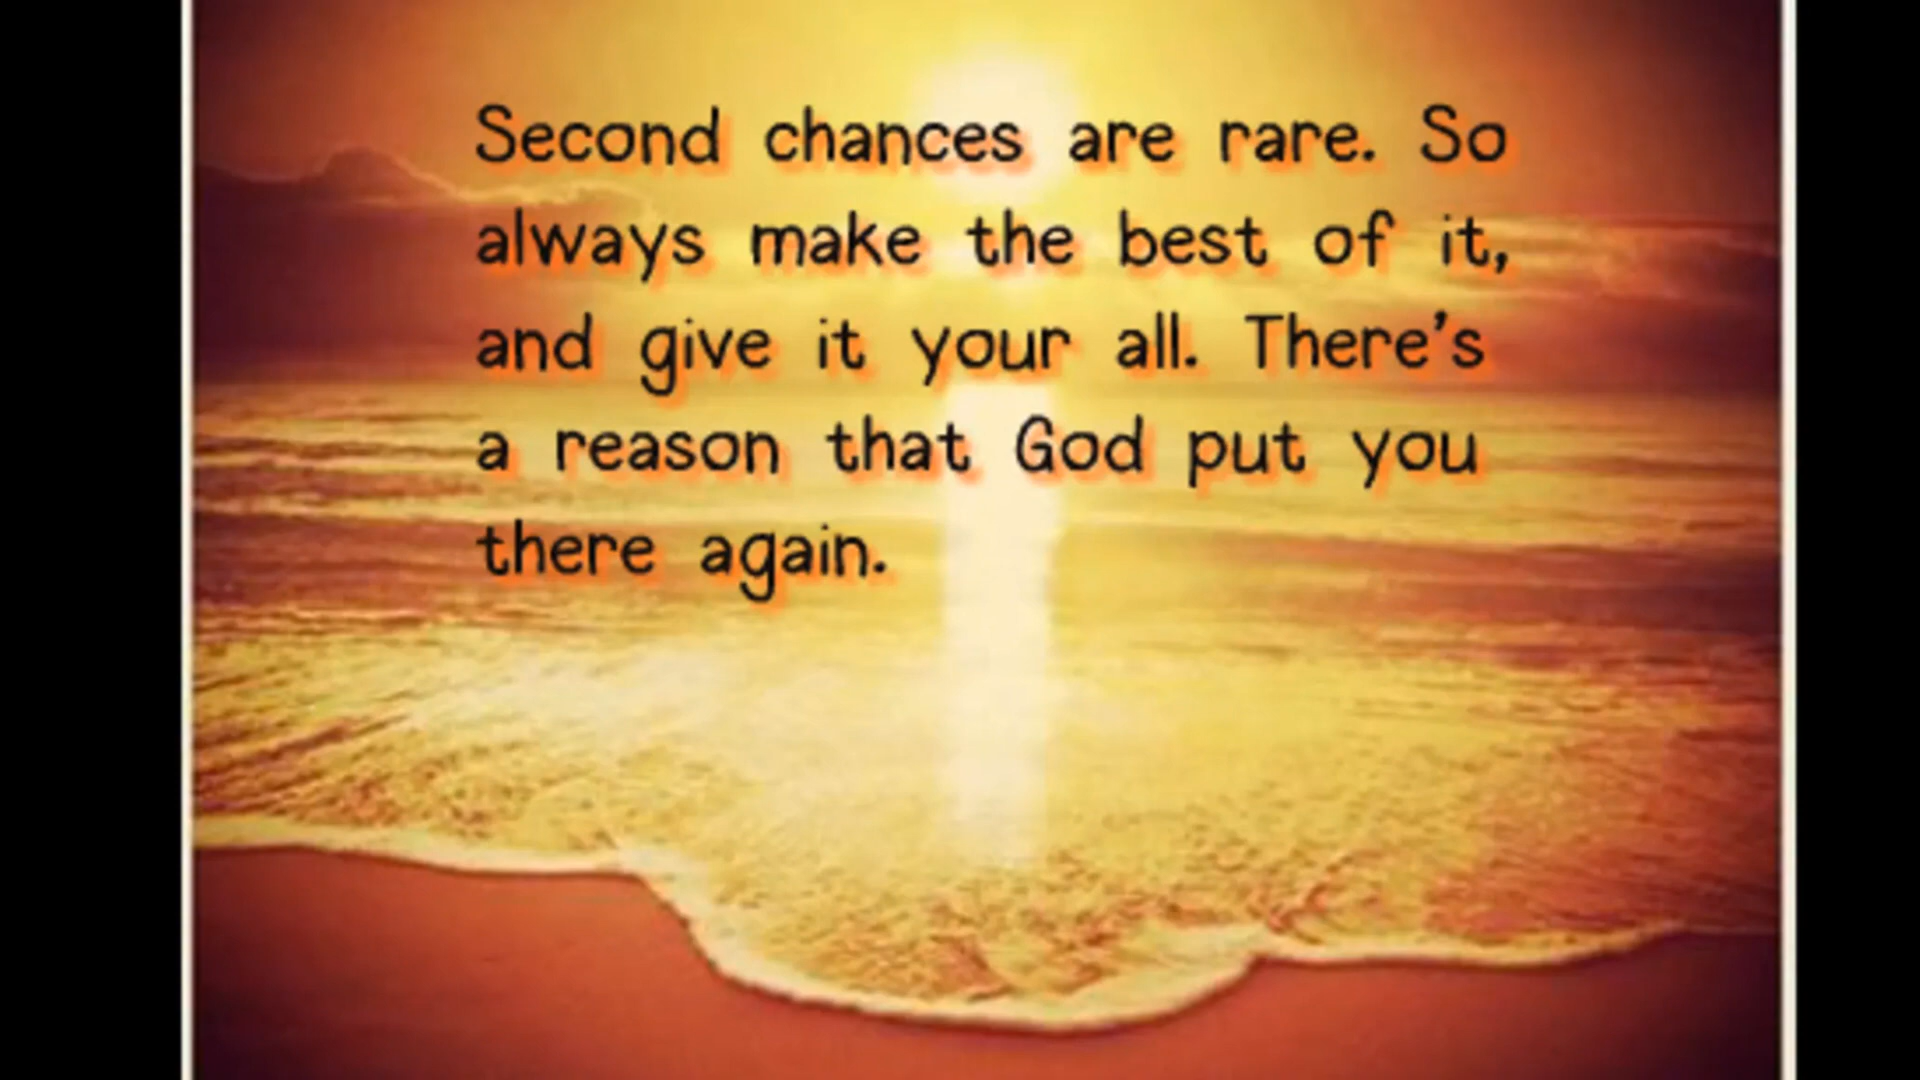 Second chances are rare. So
always make the best of it,
and give it your all. There's
a reason that God put you
there again.